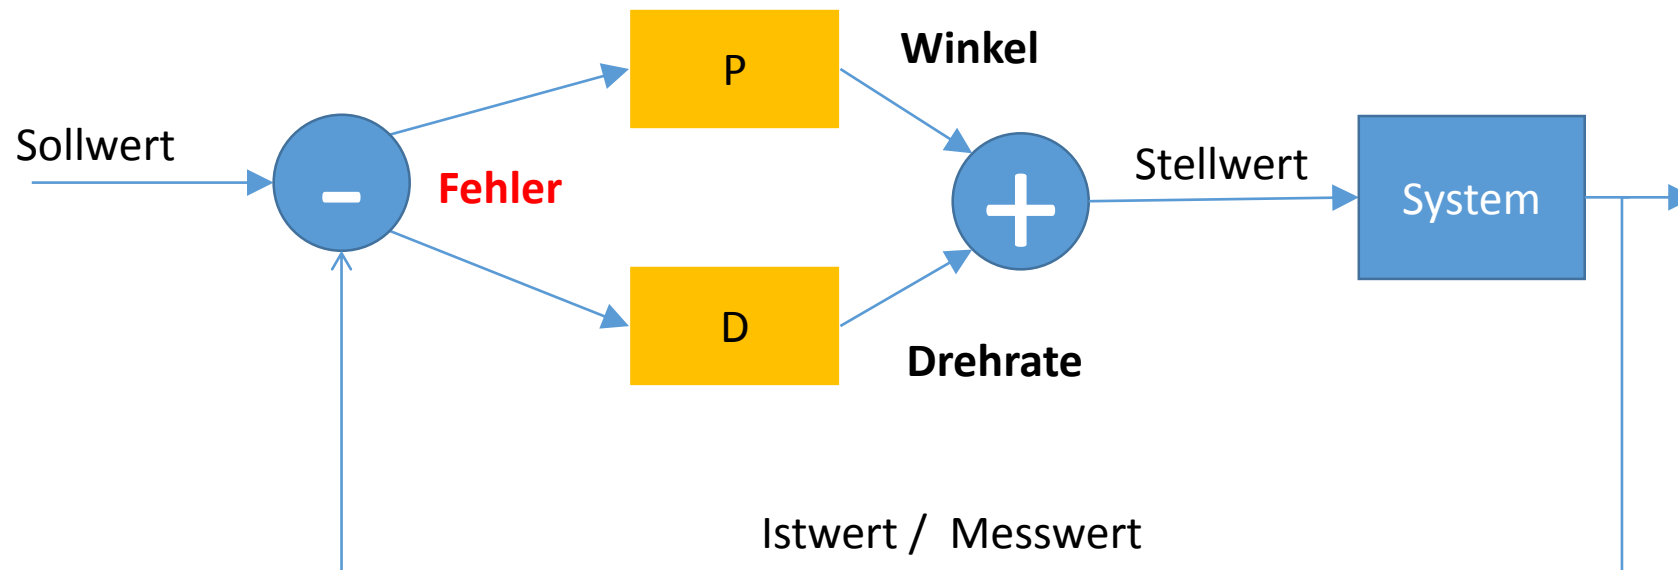 Sollwert
-
Fehler
P
D
Winkel
Drehrate
+
Stellwert
System
Istwert / Messwert